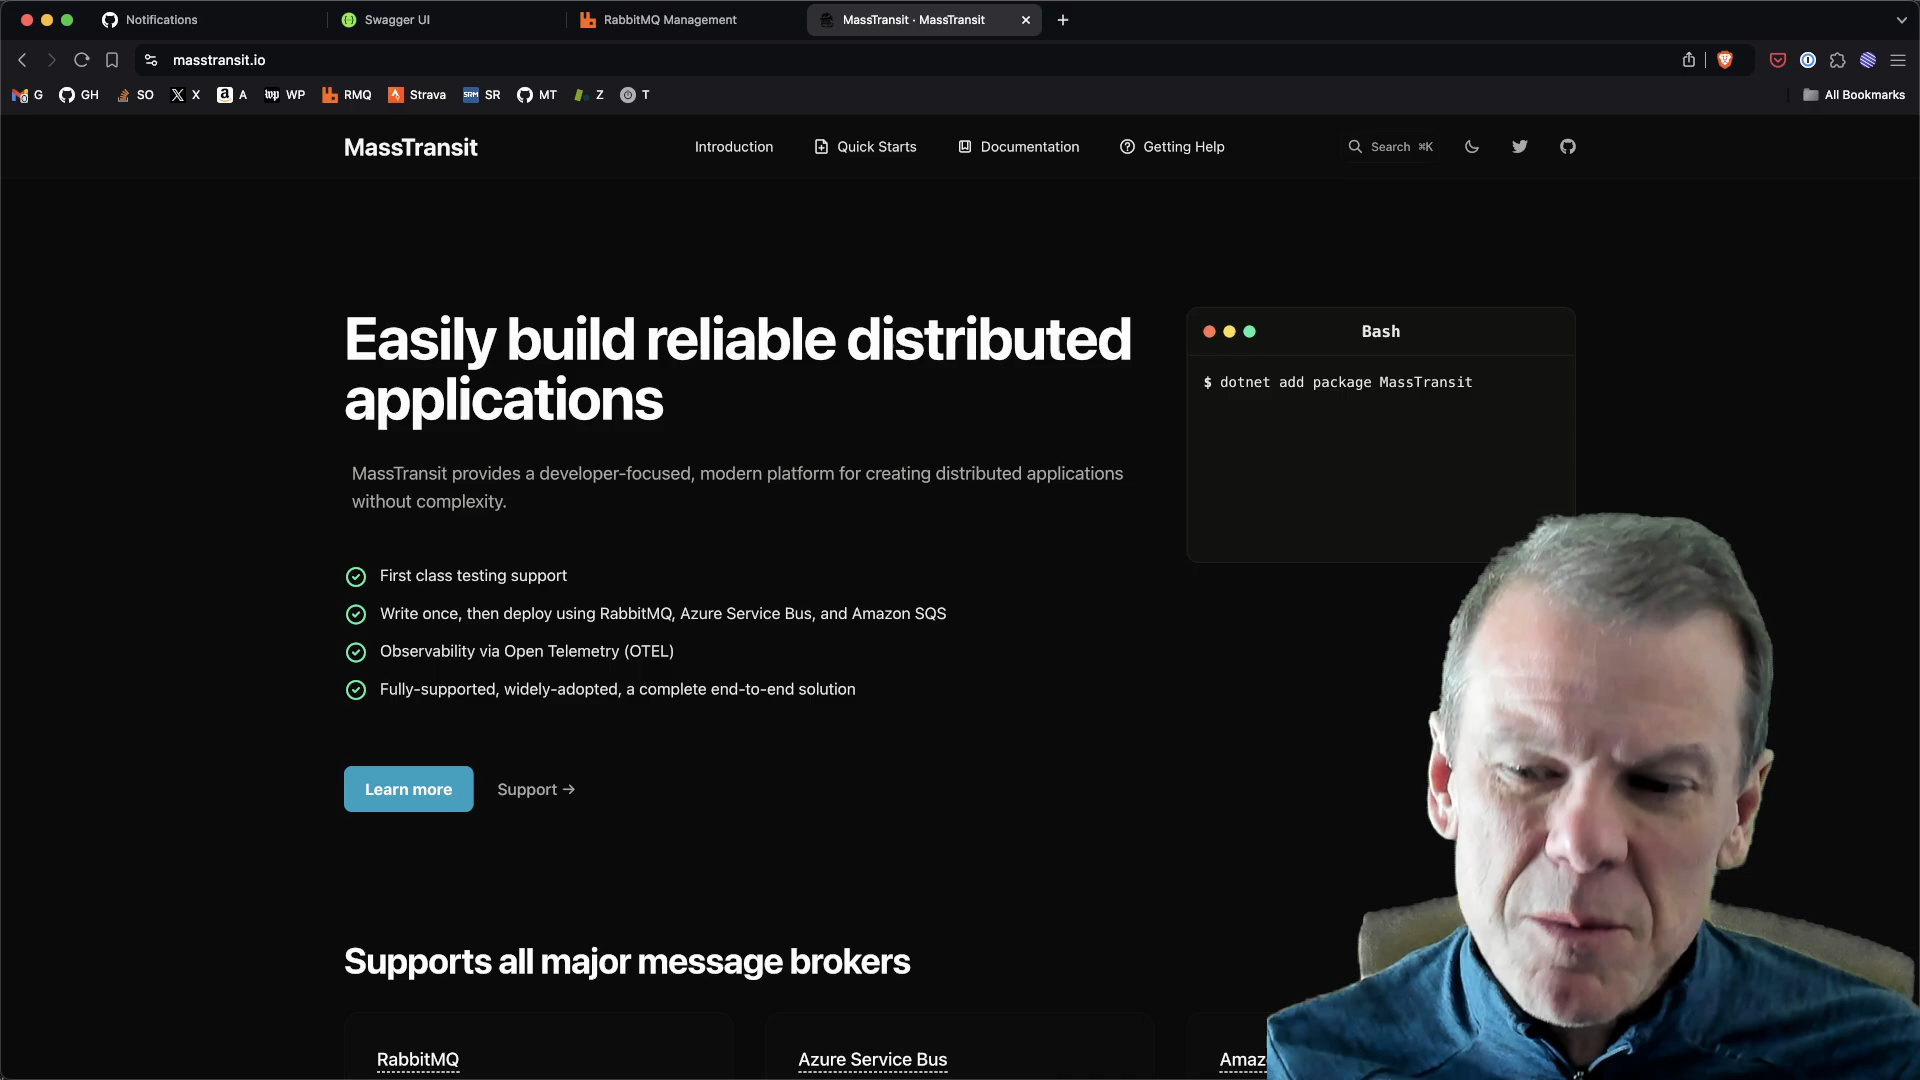 Notifications
Swagger UI
RabbitMQ Management
MassTransit · MassTransit
masstransit.io
G
GH
SO
X
A
WP
RMQ
Strava
SRM SR
MT
Z
T
All Bookmarks
MassTransit
Introduction
Quick Starts
Documentation
Getting Help
Search ⌘K
Easily build reliable distributed
applications
MassTransit provides a developer-focused, modern platform for creating distributed applications
without complexity.
First class testing support
Write once, then deploy using RabbitMQ, Azure Service Bus, and Amazon SQS
Observability via Open Telemetry (OTEL)
Fully-supported, widely-adopted, a complete end-to-end solution
Learn more
Support →
Bash
$ dotnet add package MassTransit
Supports all major message brokers
RabbitMQ
Azure Service Bus
Amaz